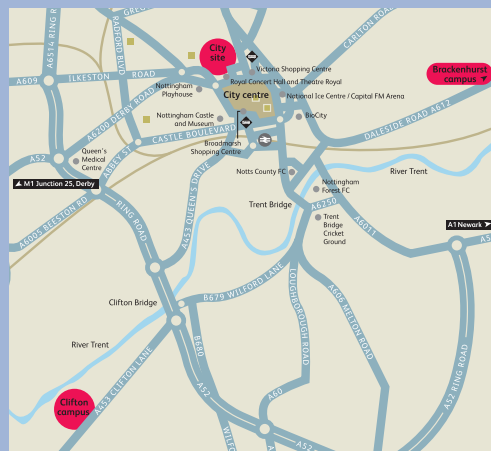 GREG
A6514 RING R
RADFORD BLVD
CARLTON ROAD
City
site
Victoria Shopping Centre
Brackenhurst
campus
A609
ILKESTON ROAD
Royal Concert Hall and Theatre Royal
Nottingham
Playhouse
City centre
National Ice Centre / Capital FM Arena
A6200 DERBY ROAD
Nottingham Castle
and Museum
BioCity
DALESIDE ROAD A612
CASTLE BOULEVARD
Broadmarsh
Shopping Centre
A52
Queen's
Medical
Centre
ABBEY ST
Notts County FC
River Trent
M1 Junction 25, Derby
Nottingham
Forest FC
A453 QUEEN'S DRIVE
RING ROAD
Trent Bridge
A6250
A6011
Trent
Bridge
Cricket
Ground
A1 Newark
A5
A6005 BEESTON RD
B679 WILFORD LANE
LOUGHBOROUGH ROAD
A606 MELTON ROAD
Clifton Bridge
River Trent
B680
A453 CLIFTON LANE
A52
A60
A52 RING ROAD
Clifton
campus
WILFO
A52